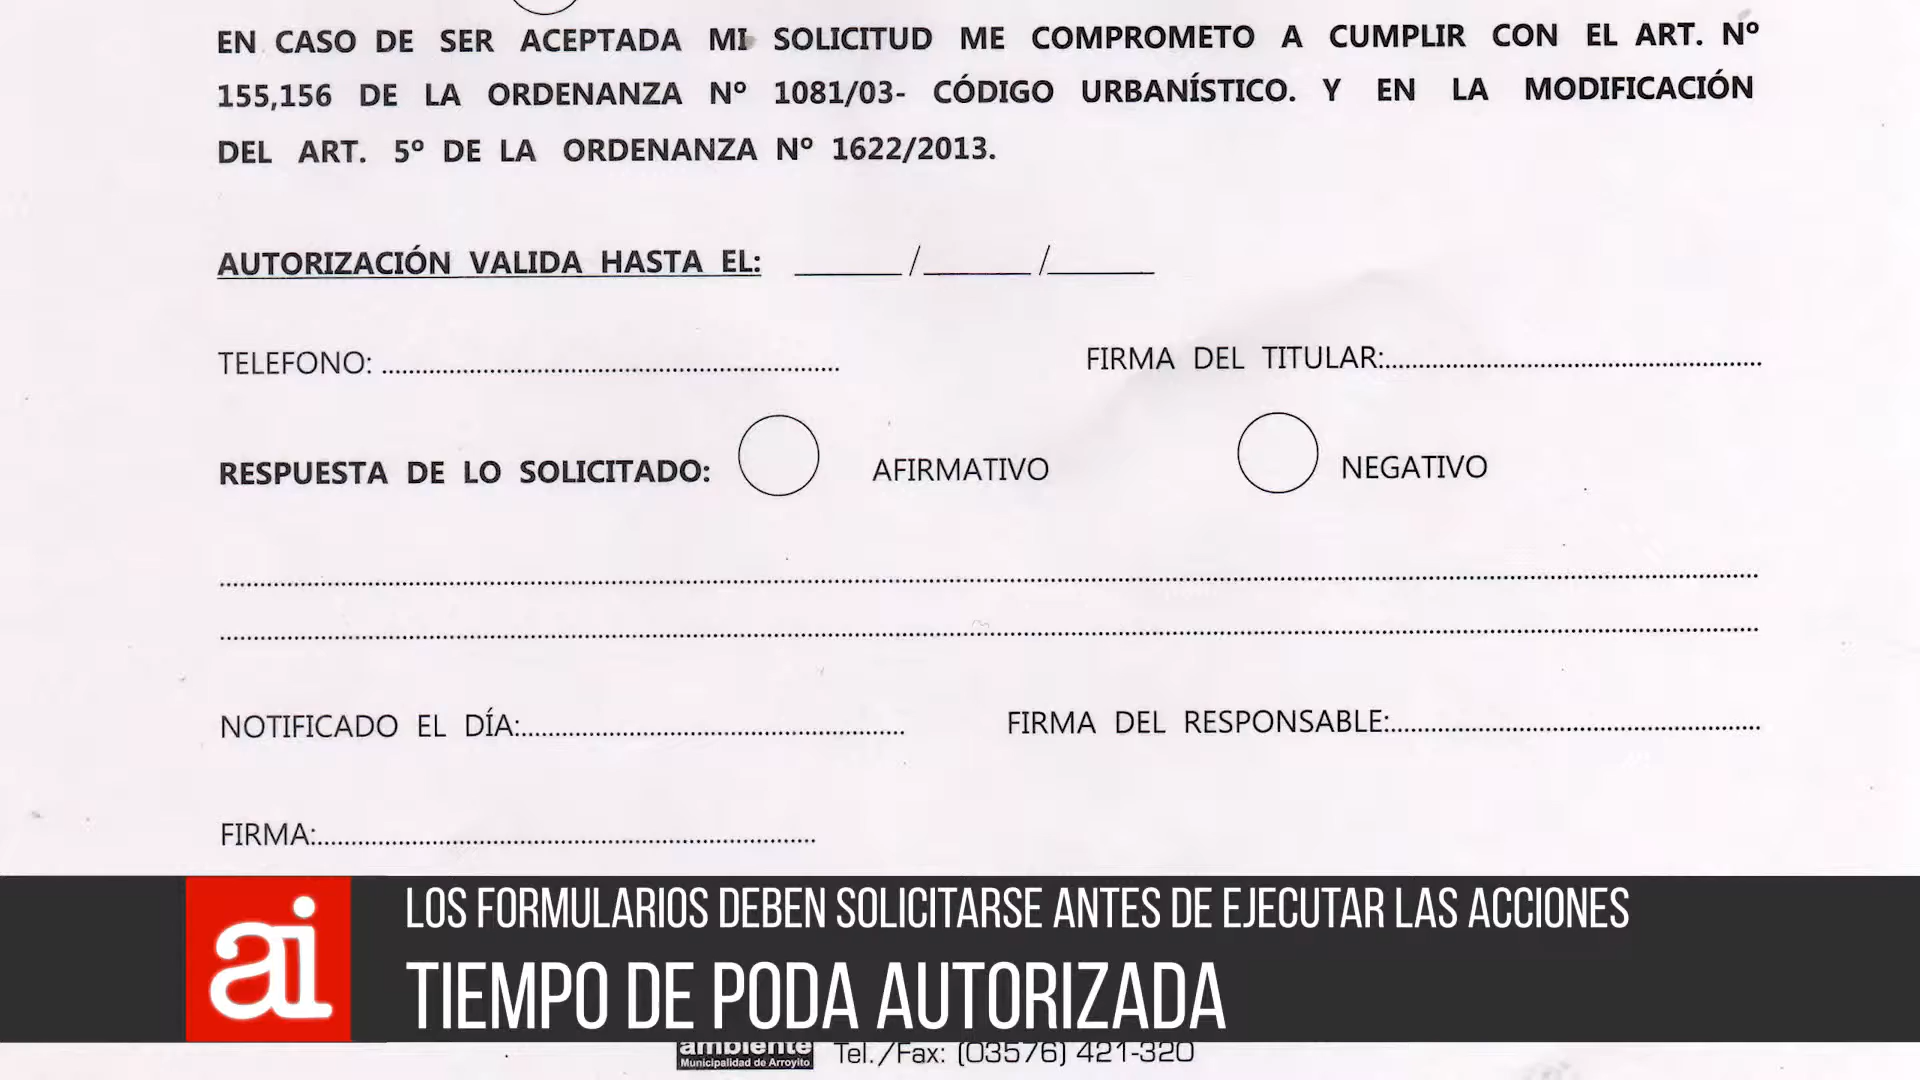 EN CASO DE SER ACEPTADA MI SOLICITUD ME COMPROMETO A CUMPLIR CON EL ART. Nº
155,156 DE LA ORDENANZA Nº 1081/03- CÓDIGO URBANÍSTICO. Y EN LA MODIFICACIÓN
DEL ART. 5º DE LA ORDENANZA Nº 1622/2013.
AUTORIZACIÓN VALIDA HASTA EL: ______/______/______
TELEFONO: ....................
FIRMA DEL TITULAR:....................
RESPUESTA DE LO SOLICITADO: AFIRMATIVO NEGATIVO
NOTIFICADO EL DÍA:....................
FIRMA DEL RESPONSABLE:....................
FIRMA:....................
ai LOS FORMULARIOS DEBEN SOLICITARSE ANTES DE EJECUTAR LAS ACCIONES
TIEMPO DE PODA AUTORIZADA
ambiente
Municipalidad de Arroyito
Tel./Fax: (03576) 421-320